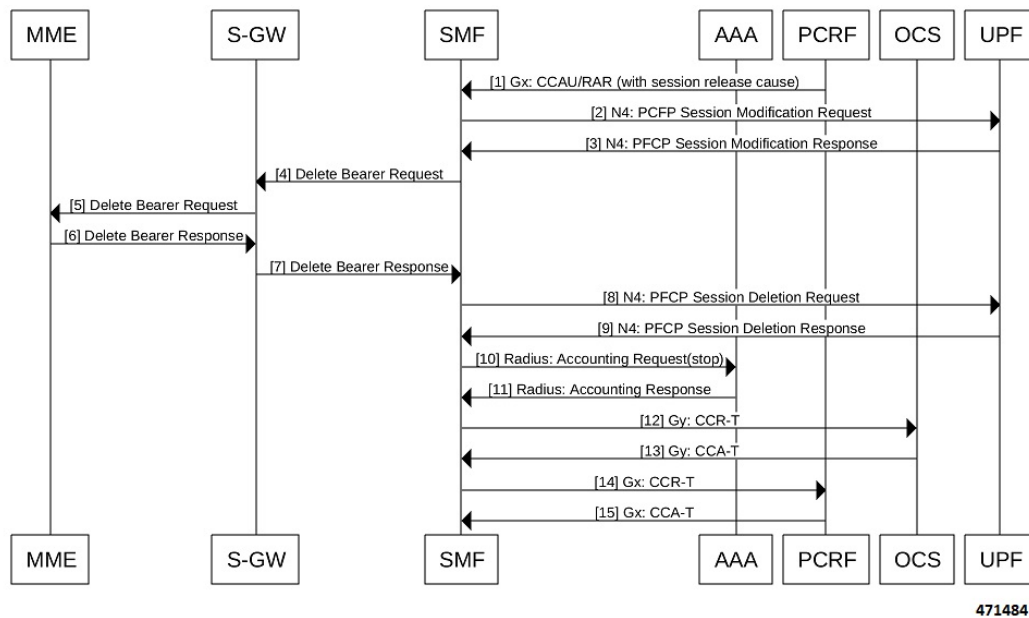 MME S-GW SMF AAA PCRF OCS UPF
[1] Gx: CCAU/RAR (with session release cause)
[2] N4: PCFP Session Modification Request
[3] N4: PFCP Session Modification Response
[4] Delete Bearer Request
[5] Delete Bearer Request
[6] Delete Bearer Response
[7] Delete Bearer Response
[8] N4: PFCP Session Deletion Request
[9] N4: PFCP Session Deletion Response
[10] Radius: Accounting Request(stop)
[11] Radius: Accounting Response
[12] Gy: CCR-T
[13] Gy: CCA-T
[14] Gx: CCR-T
[15] Gx: CCA-T
MME S-GW SMF AAA PCRF OCS UPF
471484